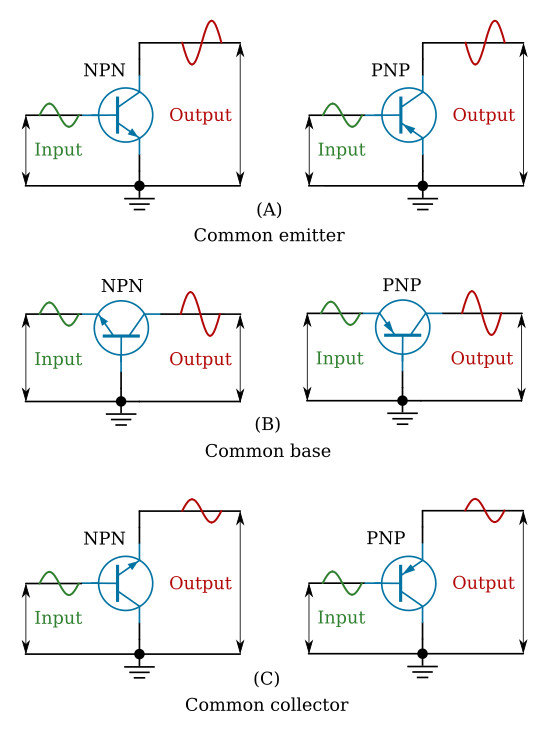 NPN PNP
Output Output
Input Input
(A)
Common emitter
NPN PNP
Input Output Input Output
(B)
Common base
NPN PNP
Output Output
Input Input
(C)
Common collector